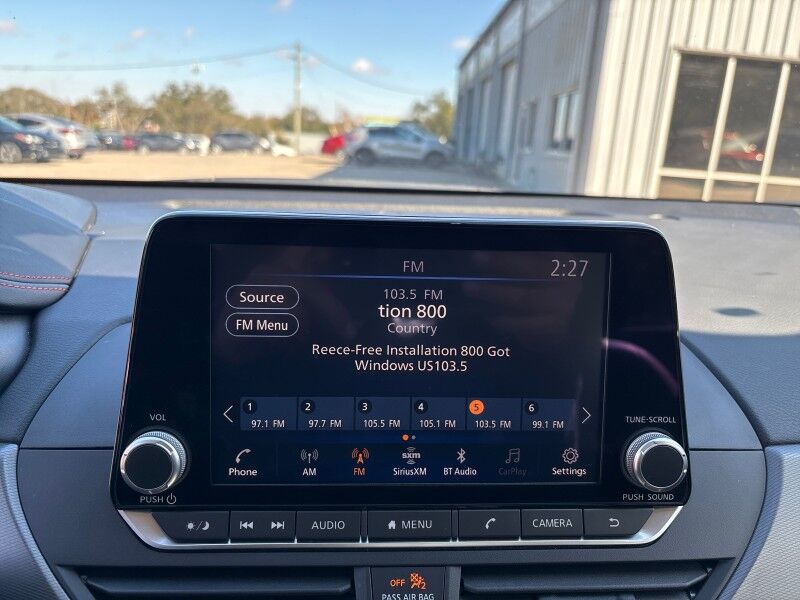 FM
2:27
Source
103.5 FM
tion 800
FM Menu
Country
Reece-Free Installation 800 Got
Windows US103.5
1 2 3 4 5 6
97.1 FM 97.7 FM 105.5 FM 105.1 FM 103.5 FM 99.1 FM
Phone AM FM sxm SiriusXM BT Audio CarPlay Settings
VOL
PUSH
TUNE-SCROLL
PUSH SOUND
AUDIO MENU CAMERA
OFF 2
PASS AIR BAG